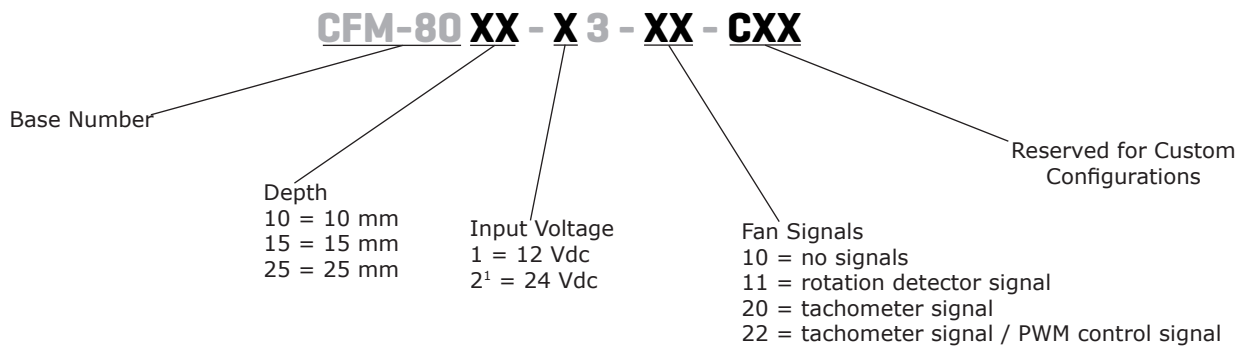 CFM-80 XX - X 3 - XX - CXX
Base Number
Depth
10 = 10 mm
15 = 15 mm
25 = 25 mm
Input Voltage
1 = 12 Vdc
2¹ = 24 Vdc
Fan Signals
10 = no signals
11 = rotation detector signal
20 = tachometer signal
22 = tachometer signal / PWM control signal
Reserved for Custom
Configurations